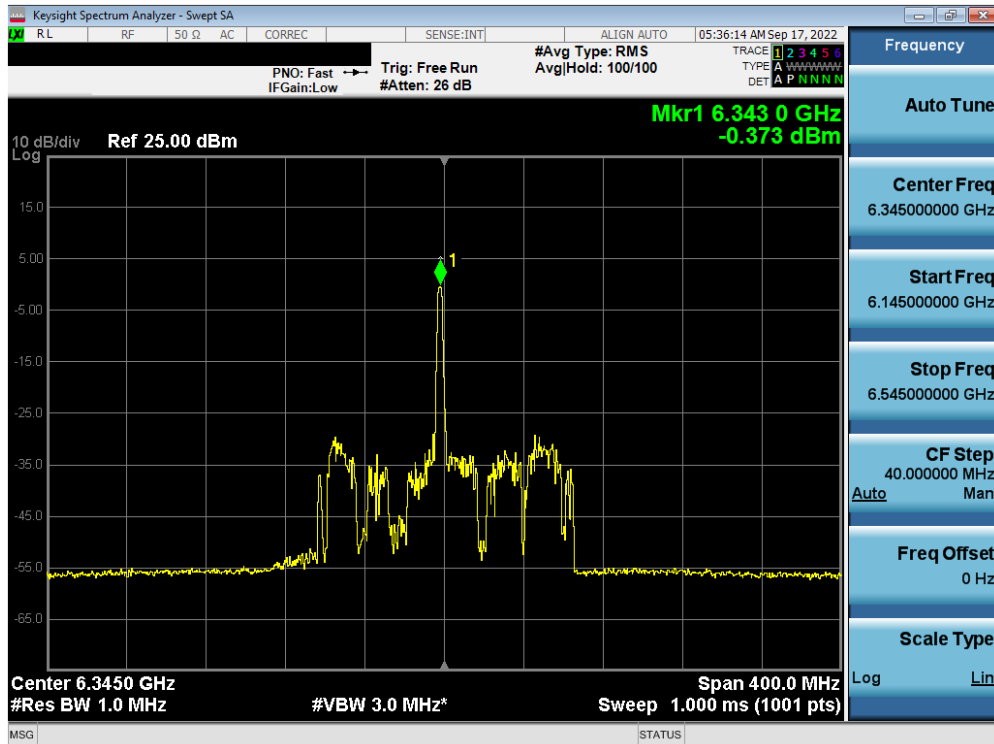 Keysight Spectrum Analyzer - Swept SA
LXI RL RF 50 Ω AC CORREC SENSE:INT ALIGN AUTO 05:36:14 AM Sep 17, 2022
PNO: Fast
IFGain:Low
Trig: Free Run
#Atten: 26 dB
#Avg Type: RMS
Avg|Hold: 100/100
TRACE 1 2 3 4 5 6
TYPE A WWWWWW
DET A P N N N N
Mkr1 6.343 0 GHz
-0.373 dBm
10 dB/div Ref 25.00 dBm
Log
15.0
5.00
-5.00
-15.0
-25.0
-35.0
-45.0
-55.0
-65.0
1
Center 6.3450 GHz Span 400.0 MHz
#Res BW 1.0 MHz #VBW 3.0 MHz* Sweep 1.000 ms (1001 pts)
MSG STATUS
Frequency
Auto Tune
Center Freq
6.345000000 GHz
Start Freq
6.145000000 GHz
Stop Freq
6.545000000 GHz
CF Step
40.000000 MHz
Auto Man
Freq Offset
0 Hz
Scale Type
Log Lin